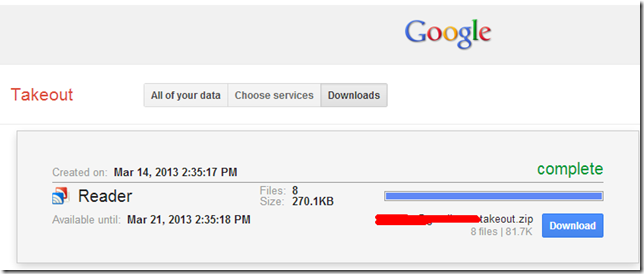 Google
Takeout
All of your data Choose services Downloads
Created on: Mar 14, 2013 2:35:17 PM complete
Reader Files: 8
Size: 270.1KB
Available until: Mar 21, 2013 2:35:18 PM takeout.zip Download
8 files | 81.7K